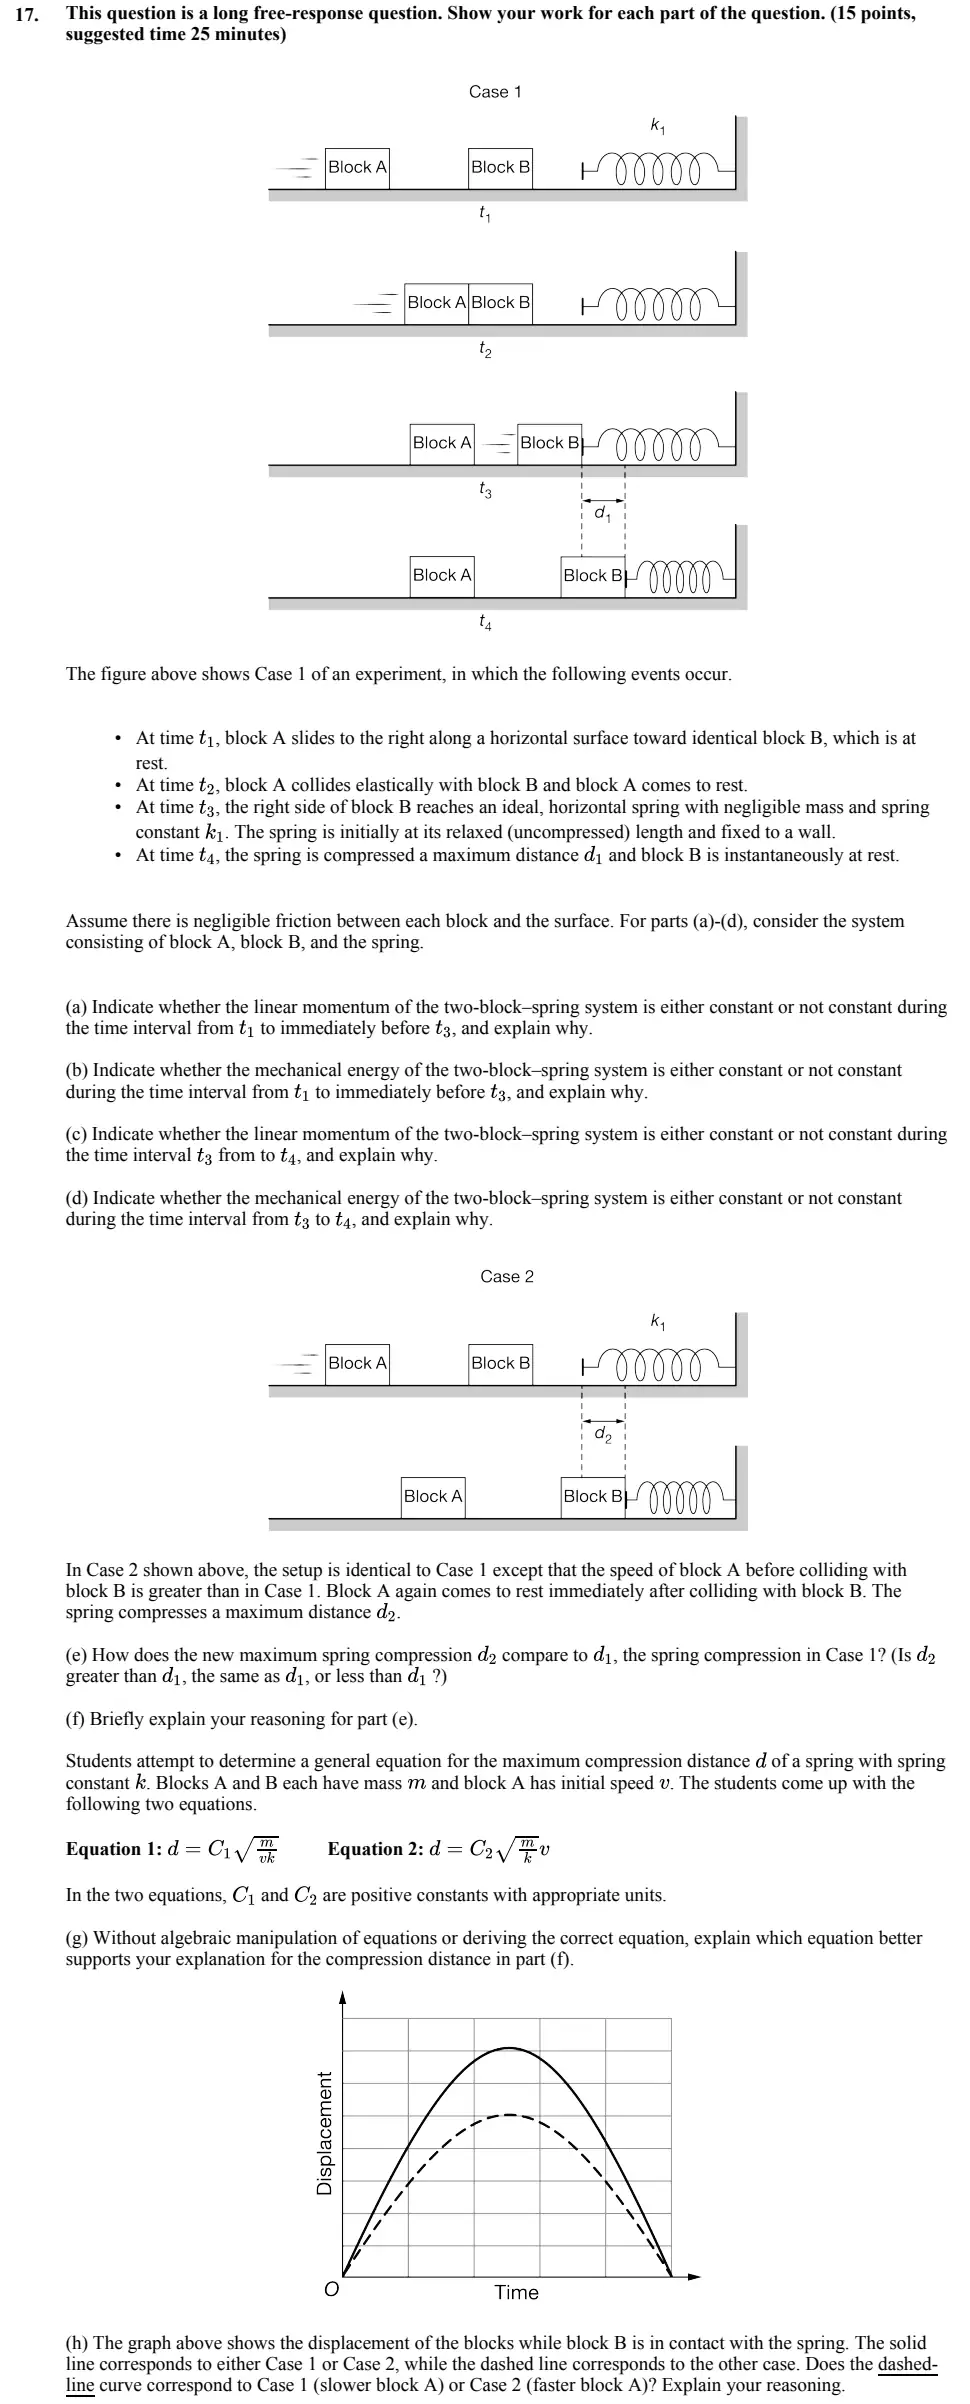 17. This question is a long free-response question. Show your work for each part of the question. (15 points,
suggested time 25 minutes)
Case 1
k₁
Block A Block B
t₁
Block A Block B
t₂
Block A Block B
t₃
d₁
Block A Block B
t₄
The figure above shows Case 1 of an experiment, in which the following events occur.
• At time t₁, block A slides to the right along a horizontal surface toward identical block B, which is at
rest.
• At time t₂, block A collides elastically with block B and block A comes to rest.
• At time t₃, the right side of block B reaches an ideal, horizontal spring with negligible mass and spring
constant k₁. The spring is initially at its relaxed (uncompressed) length and fixed to a wall.
• At time t₄, the spring is compressed a maximum distance d₁ and block B is instantaneously at rest.
Assume there is negligible friction between each block and the surface. For parts (a)-(d), consider the system
consisting of block A, block B, and the spring.
(a) Indicate whether the linear momentum of the two-block–spring system is either constant or not constant during
the time interval from t₁ to immediately before t₃, and explain why.
(b) Indicate whether the mechanical energy of the two-block–spring system is either constant or not constant
during the time interval from t₁ to immediately before t₃, and explain why.
(c) Indicate whether the linear momentum of the two-block–spring system is either constant or not constant during
the time interval t₃ from to t₄, and explain why.
(d) Indicate whether the mechanical energy of the two-block–spring system is either constant or not constant
during the time interval from t₃ to t₄, and explain why.
Case 2
k₁
Block A Block B
d₂
Block A Block B
In Case 2 shown above, the setup is identical to Case 1 except that the speed of block A before colliding with
block B is greater than in Case 1. Block A again comes to rest immediately after colliding with block B. The
spring compresses a maximum distance d₂.
(e) How does the new maximum spring compression d₂ compare to d₁, the spring compression in Case 1? (Is d₂
greater than d₁, the same as d₁, or less than d₁ ?)
(f) Briefly explain your reasoning for part (e).
Students attempt to determine a general equation for the maximum compression distance d of a spring with spring
constant k. Blocks A and B each have mass m and block A has initial speed v. The students come up with the
following two equations.
Equation 1: d = C₁√(m/vk) Equation 2: d = C₂√(m/k)v
In the two equations, C₁ and C₂ are positive constants with appropriate units.
(g) Without algebraic manipulation of equations or deriving the correct equation, explain which equation better
supports your explanation for the compression distance in part (f).
Displacement
O
Time
(h) The graph above shows the displacement of the blocks while block B is in contact with the spring. The solid
line corresponds to either Case 1 or Case 2, while the dashed line corresponds to the other case. Does the dashed-
line curve correspond to Case 1 (slower block A) or Case 2 (faster block A)? Explain your reasoning.